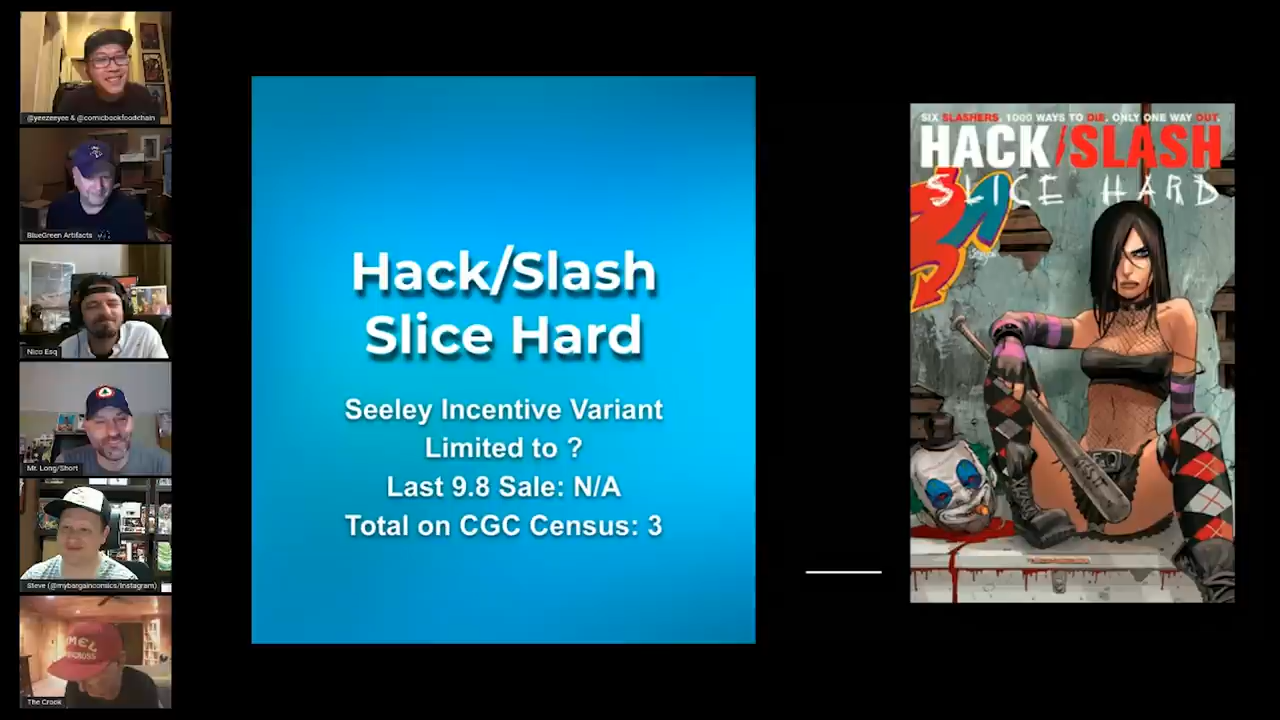 @yeezeeyee & @comicbookfoodchain
BlueGreen Artifacts
Nico Esq
Mr. Long/Short
Steve (@mybargaincomics/Instagram)
MEL
The Crook
Hack/Slash
Slice Hard
Seeley Incentive Variant
Limited to ?
Last 9.8 Sale: N/A
Total on CGC Census: 3
SIX SLASHERS. 1000 WAYS TO DIE. ONLY ONE WAY OUT.
HACK/SLASH
SLICE HARD